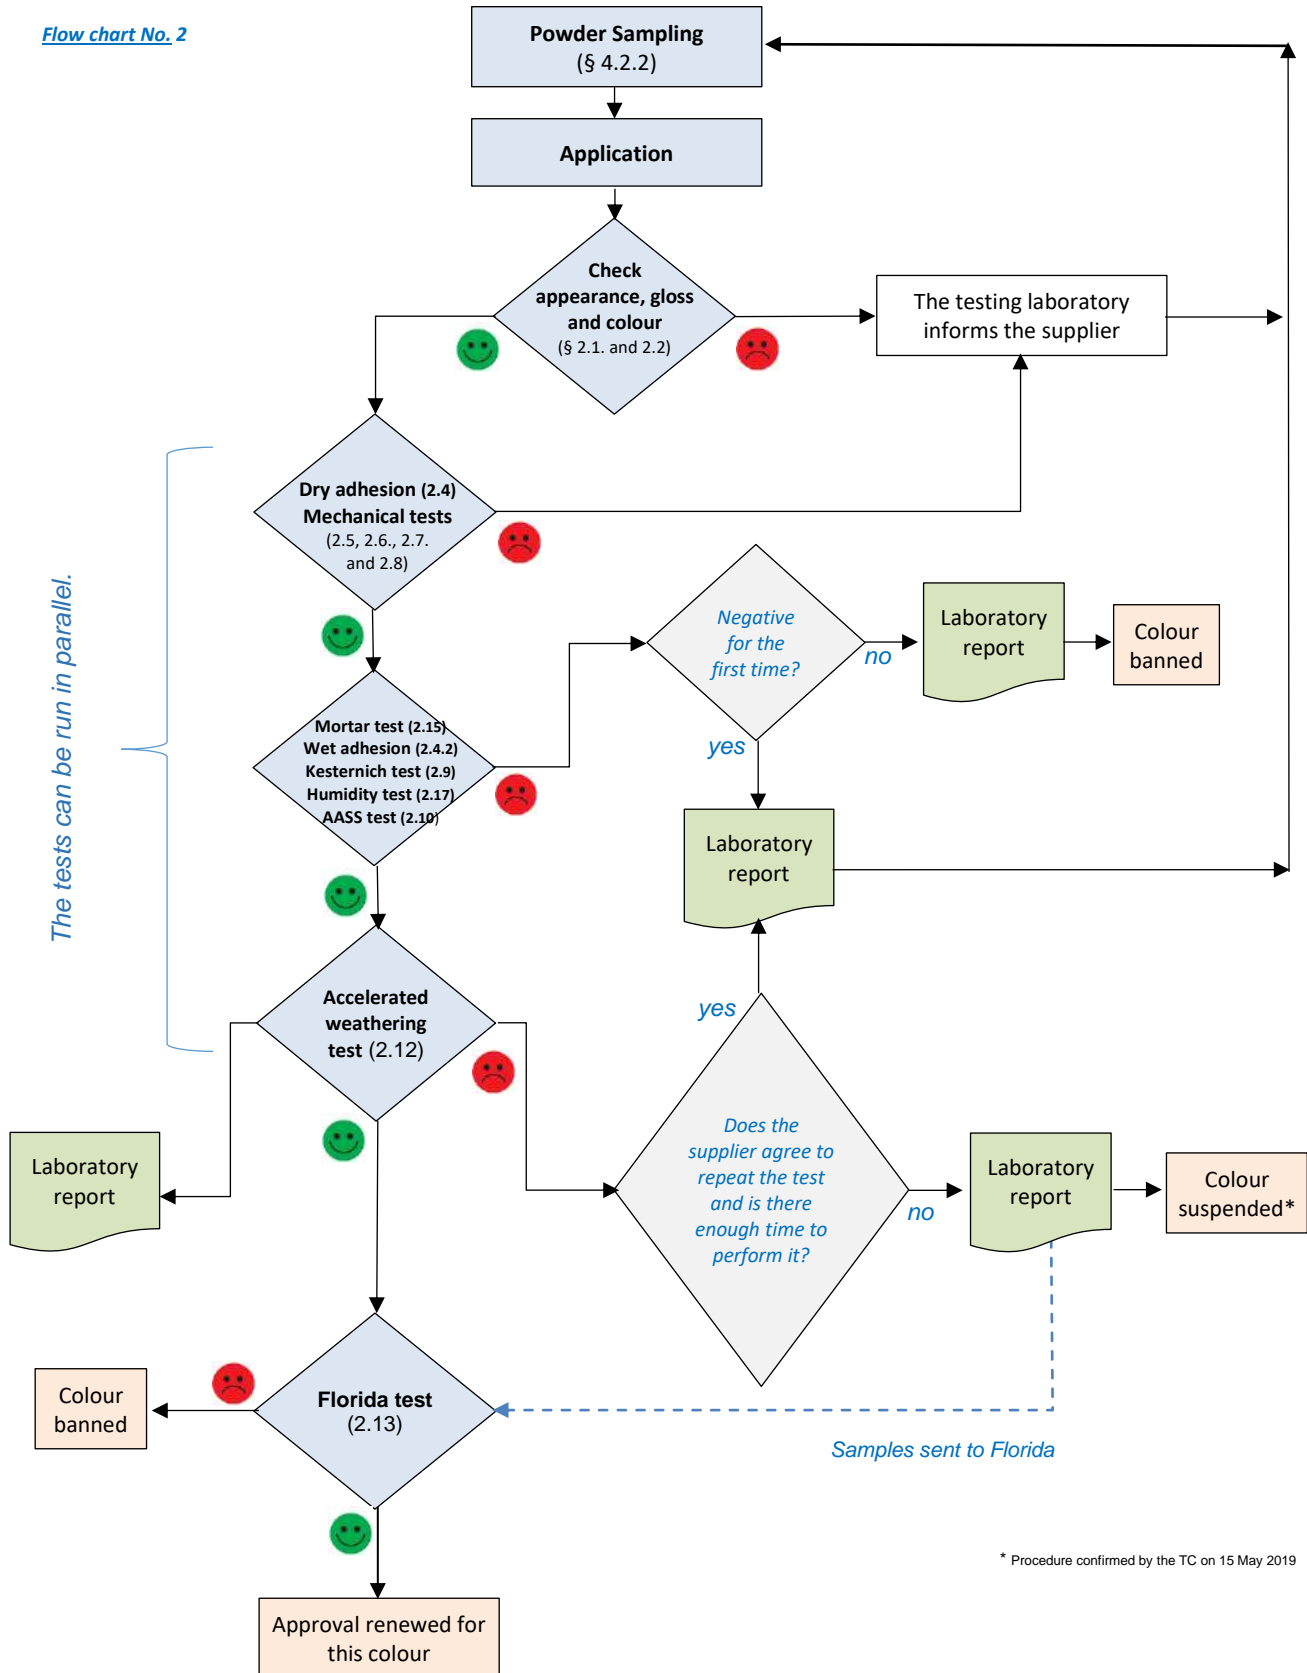 Flow chart No. 2
Powder Sampling
(§ 4.2.2)
Application
Check
appearance, gloss
and colour
(§ 2.1. and 2.2)
The testing laboratory
informs the supplier
Dry adhesion (2.4)
Mechanical tests
(2.5, 2.6., 2.7.
and 2.8)
The tests can be run in parallel.
Negative
for the
first time?
no
Laboratory
report
Colour
banned
yes
Mortar test (2.15)
Wet adhesion (2.4.2)
Kesternich test (2.9)
Humidity test (2.17)
AASS test (2.10)
Laboratory
report
yes
Accelerated
weathering
test (2.12)
Laboratory
report
Does the
supplier agree to
repeat the test
and is there
enough time to
perform it?
no
Laboratory
report
Colour
suspended*
Colour
banned
Florida test
(2.13)
Samples sent to Florida
* Procedure confirmed by the TC on 15 May 2019
Approval renewed for
this colour